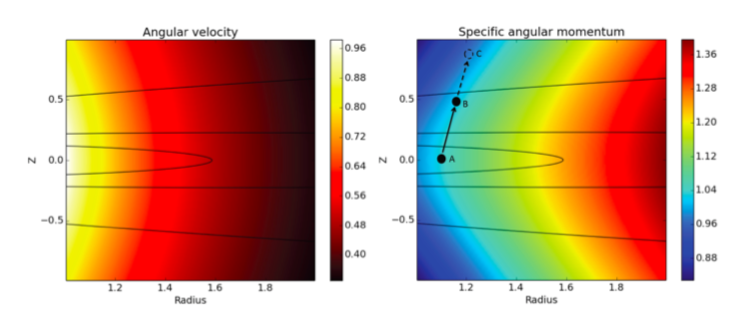 Angular velocity
0.96
0.88
0.80
0.72
0.64
0.56
0.48
0.40
0.5
0.0
−0.5
Z
1.2 1.4 1.6 1.8
Radius
Specific angular momentum
C
B
A
0.5
0.0
−0.5
Z
1.2 1.4 1.6 1.8
Radius
1.36
1.28
1.20
1.12
1.04
0.96
0.88